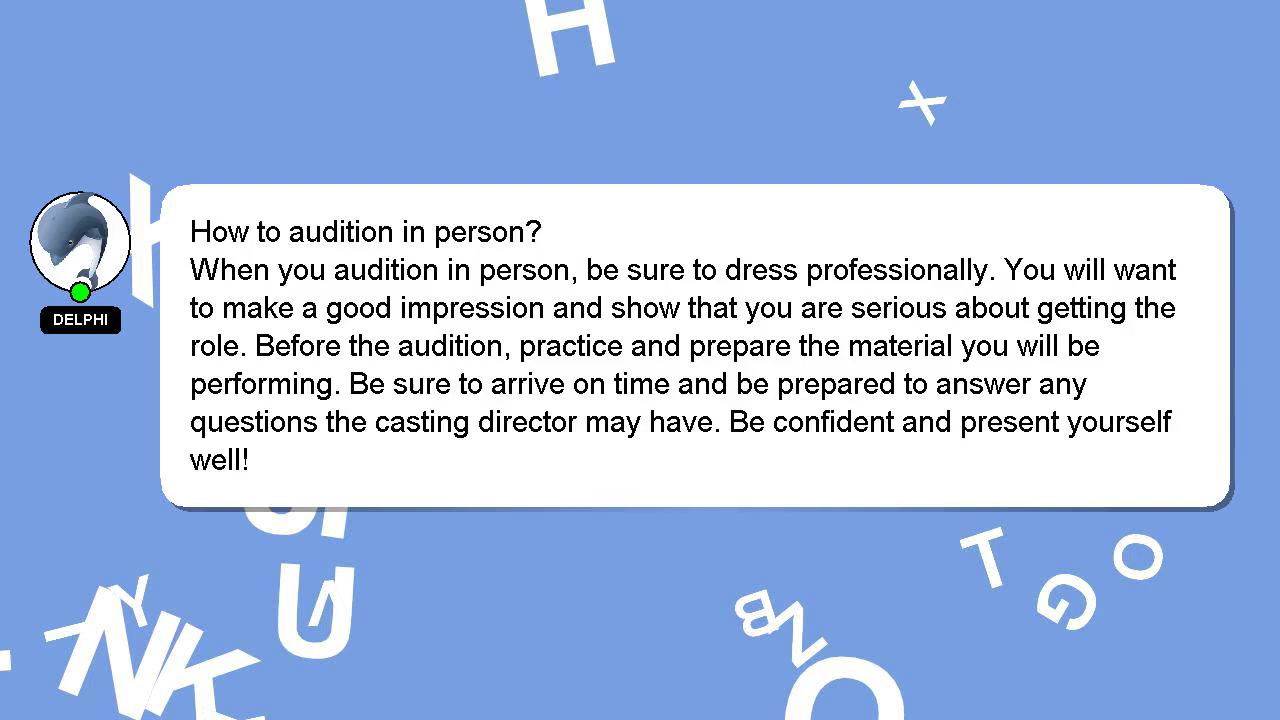 H
X
How to audition in person?
When you audition in person, be sure to dress professionally. You will want
to make a good impression and show that you are serious about getting the
role. Before the audition, practice and prepare the material you will be
performing. Be sure to arrive on time and be prepared to answer any
questions the casting director may have. Be confident and present yourself
well!
DELPHI
T
O
G
U
B
Z
Y
N
K
O